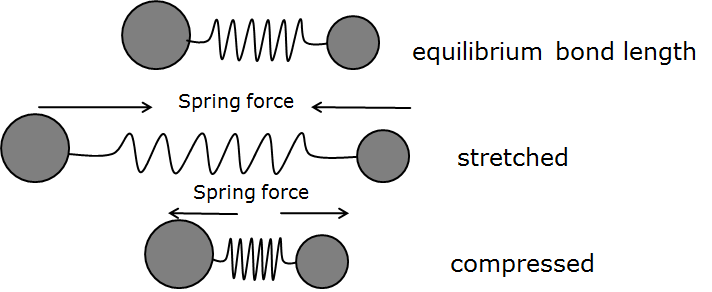 equilibrium bond length
Spring force
stretched
Spring force
compressed